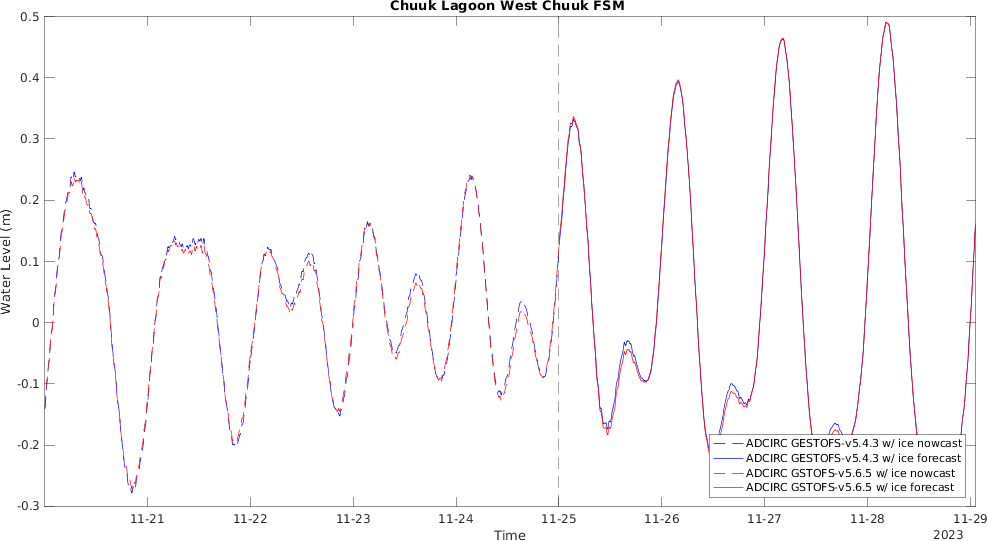 Chuuk Lagoon West Chuuk FSM
0.5
0.4
0.3
0.2
0.1
0
-0.1
-0.2
-0.3
Water Level (m)
11-21
11-22
11-23
11-24
11-25
11-26
11-27
11-28
11-29
Time
2023
ADCIRC GESTOFS-v5.4.3 w/ ice nowcast
ADCIRC GESTOFS-v5.4.3 w/ ice forecast
ADCIRC GSTOFS-v5.6.5 w/ ice nowcast
ADCIRC GSTOFS-v5.6.5 w/ ice forecast